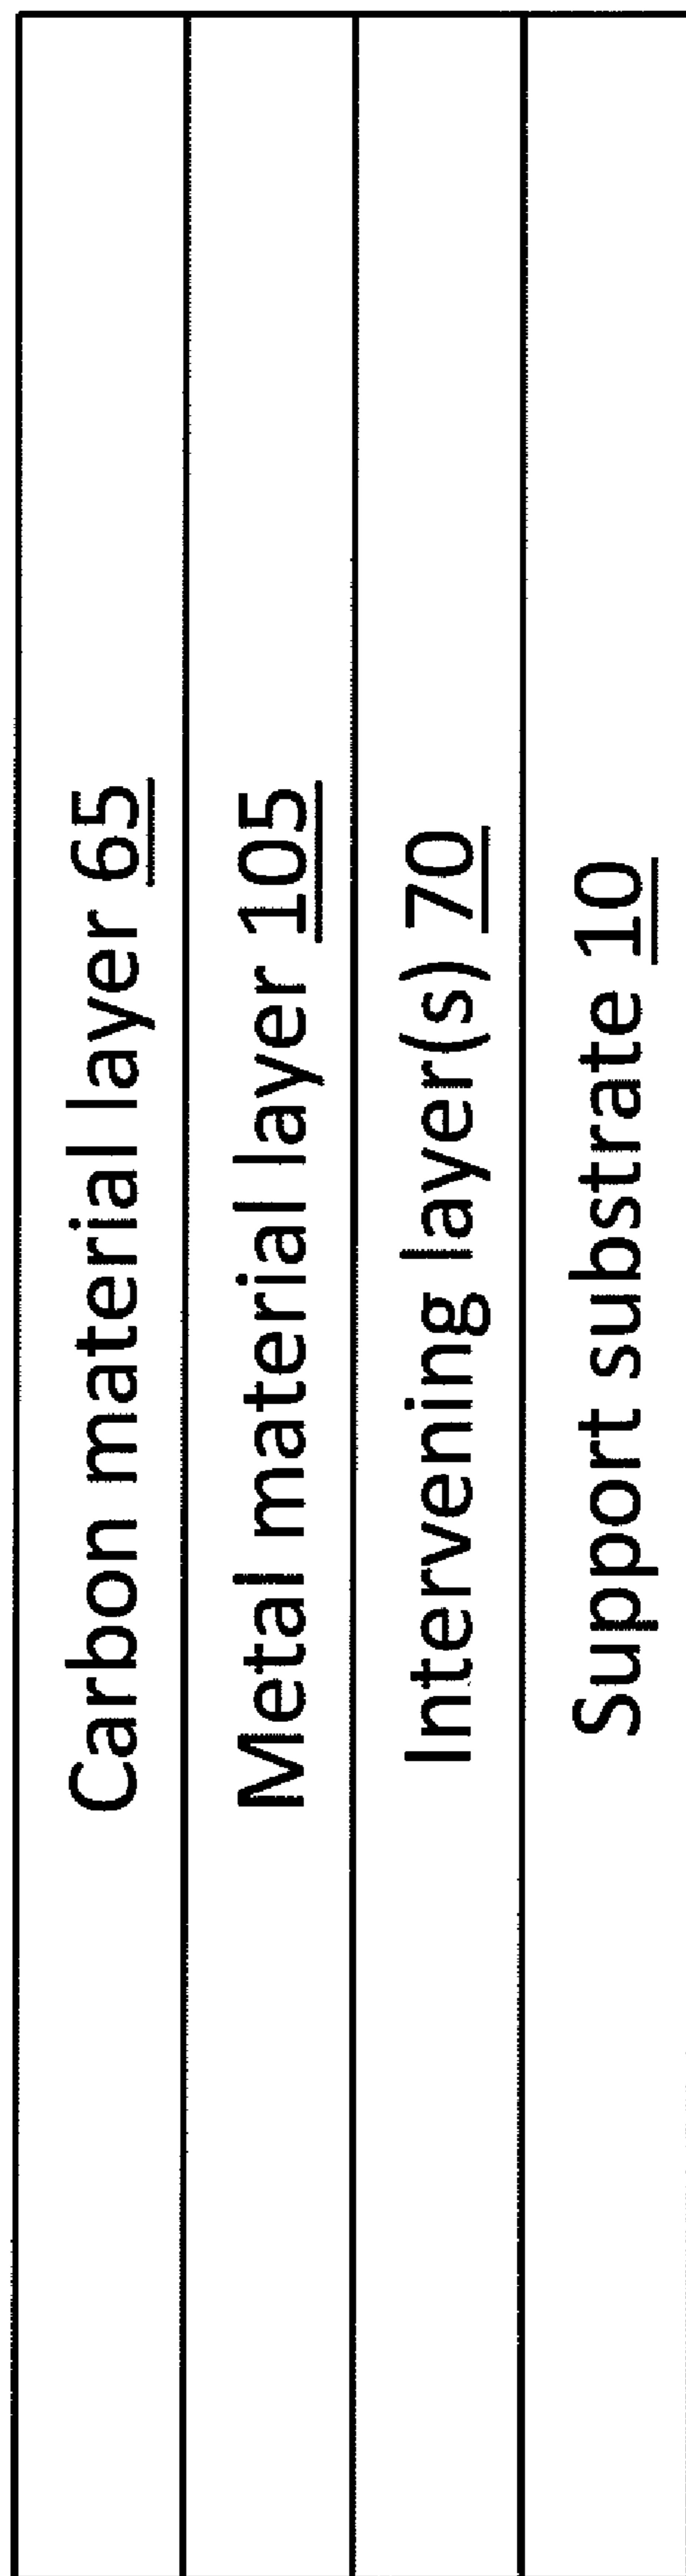 Carbon material layer 65
Metal material layer 105
Intervening layer(s) 70
Support substrate 10